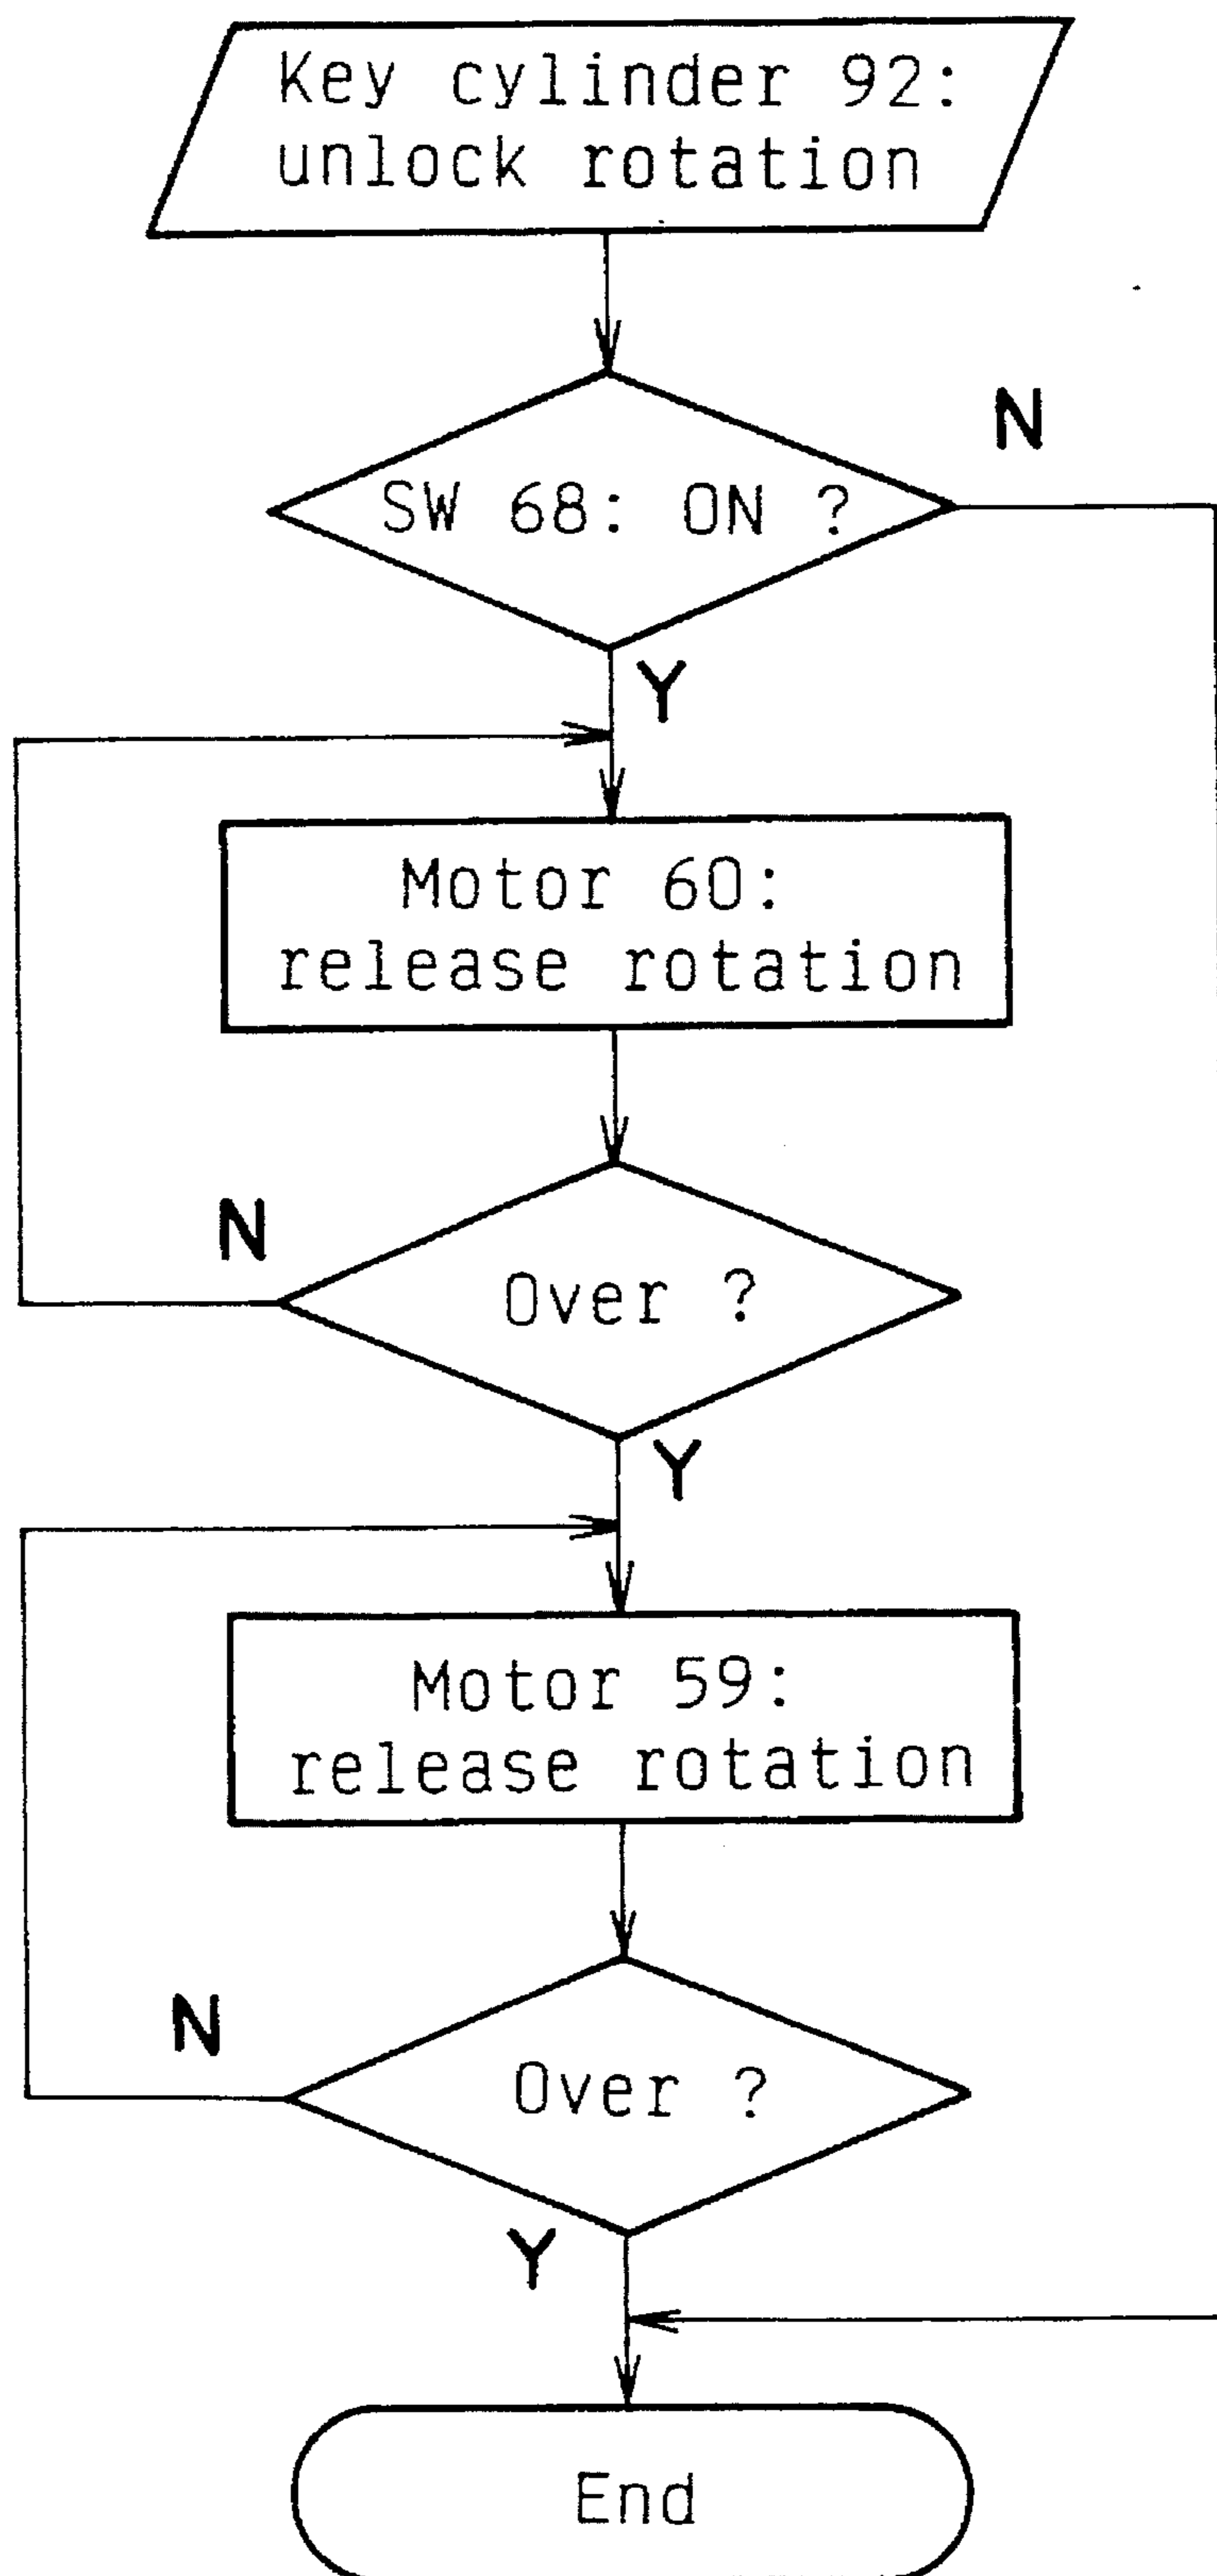 Key cylinder 92:
unlock rotation
N
SW 68: ON ?
Y
Motor 60:
release rotation
N
Over ?
Y
Motor 59:
release rotation
N
Over ?
Y
End